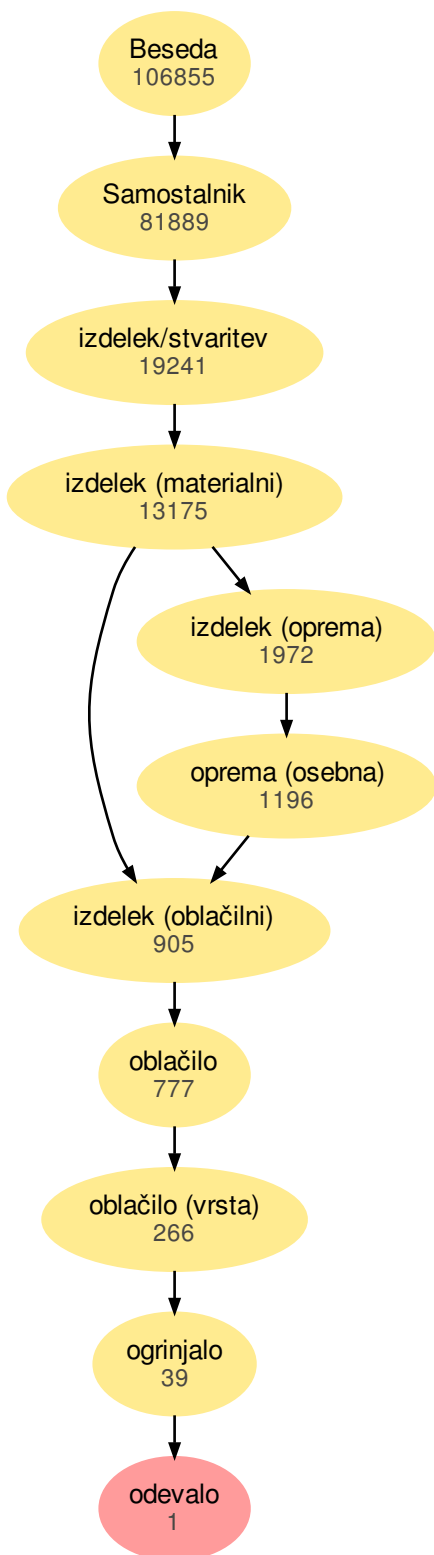 Beseda
106855
Samostalnik
81889
izdelek/stvaritev
19241
izdelek (materialni)
13175
izdelek (oprema)
1972
oprema (osebna)
1196
izdelek (oblačilni)
905
oblačilo
777
oblačilo (vrsta)
266
ogrinjalo
39
odevalo
1